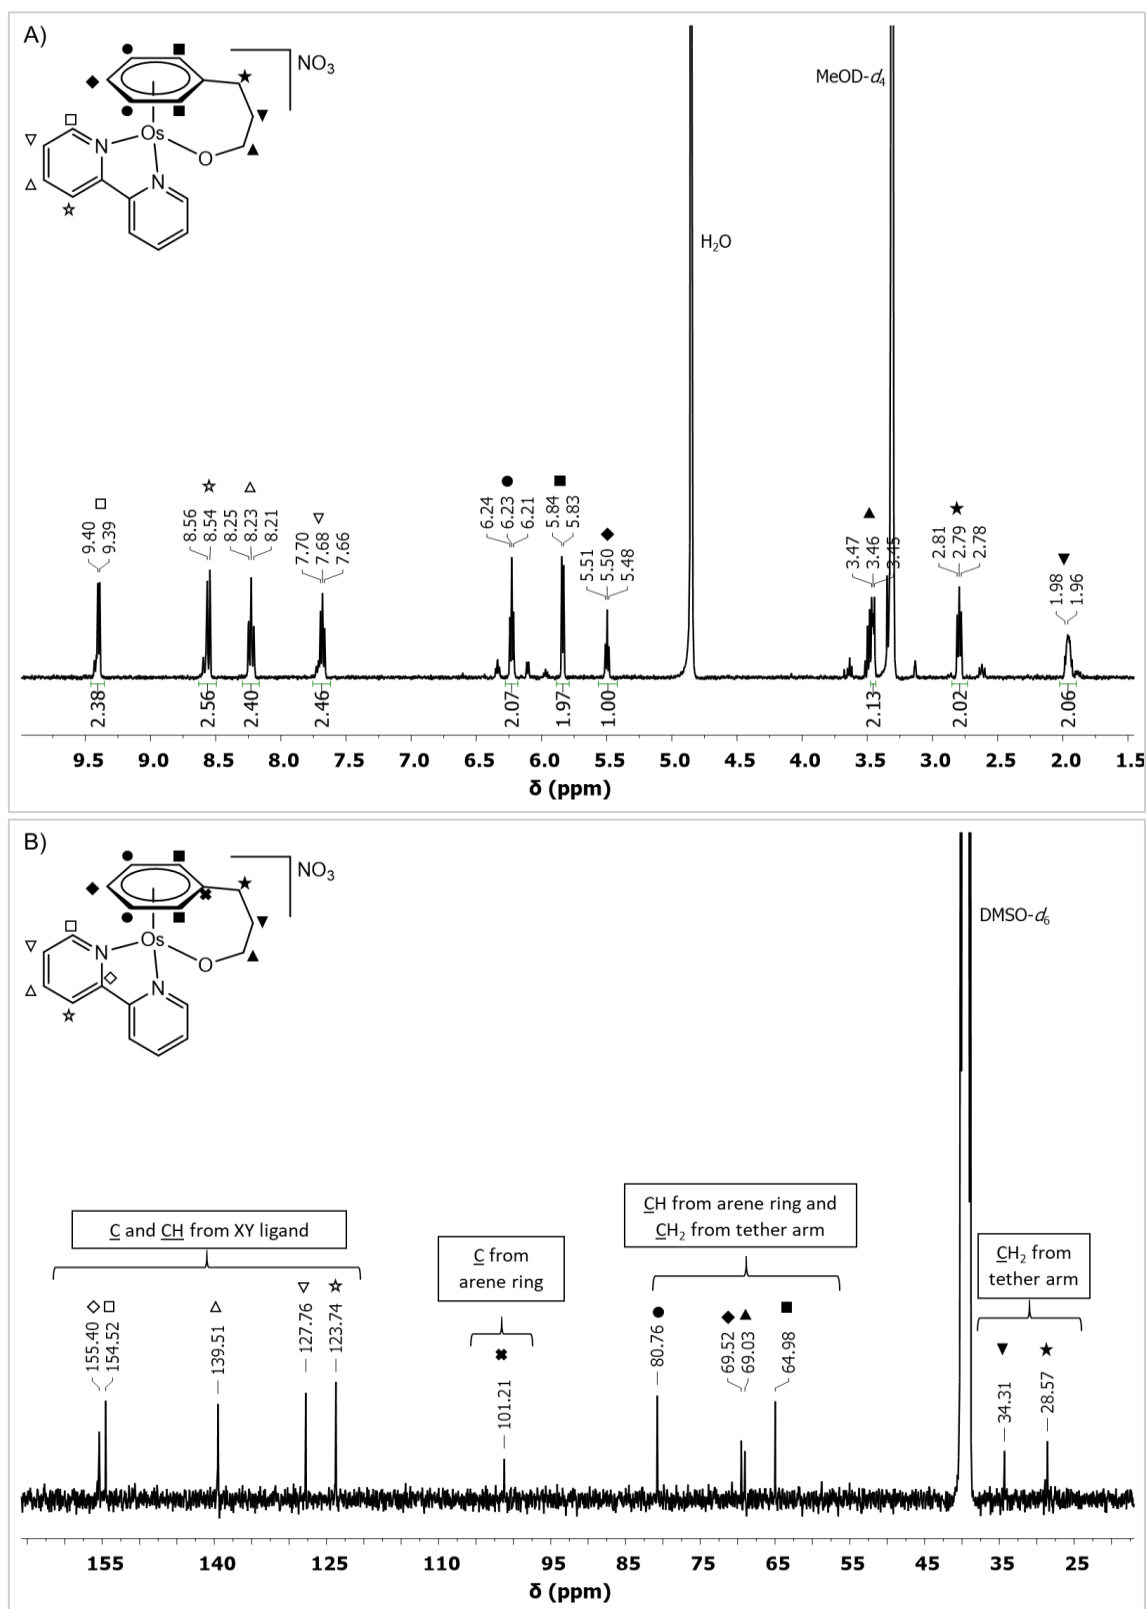 A)
NO3
Os
N
O
N
MeOD-d4
H2O
9.40
9.39
8.56
8.54
8.25
8.23
8.21
7.70
7.68
7.66
6.24
6.23
6.21
5.84
5.83
5.51
5.50
5.48
3.47
3.46
3.45
2.81
2.79
2.78
1.98
1.96
2.38
2.56
2.40
2.46
2.07
1.97
1.00
2.13
2.02
2.06
9.5 9.0 8.5 8.0 7.5 7.0 6.5 6.0 5.5 5.0 4.5 4.0 3.5 3.0 2.5 2.0 1.5
δ (ppm)
B)
NO3
Os
N
O
N
DMSO-d6
C and CH from XY ligand
C from
arene ring
CH from arene ring and
CH2 from tether arm
CH2 from
tether arm
155.40
154.52
139.51
127.76
123.74
101.21
80.76
69.52
69.03
64.98
34.31
28.57
155 140 125 110 95 85 75 65 55 45 35 25
δ (ppm)